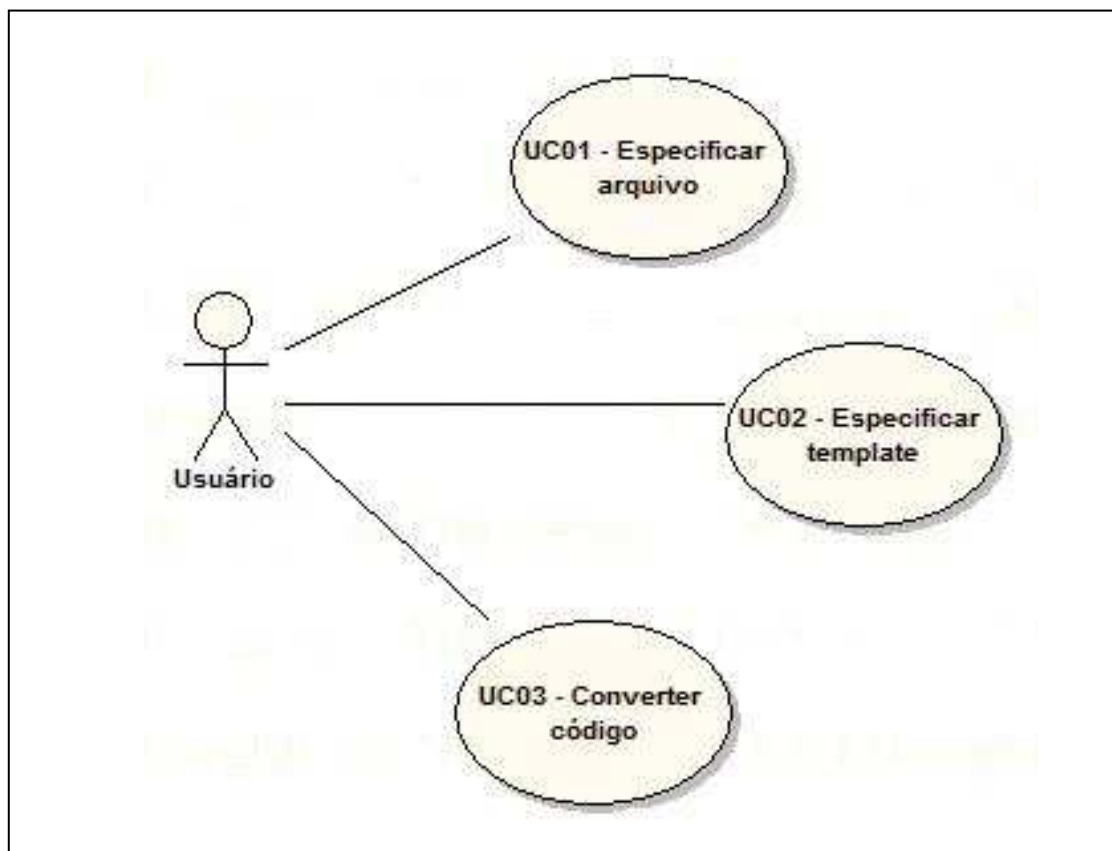 UC01 - Especificar
arquivo
UC02 - Especificar
template
Usuário
UC03 - Converter
código